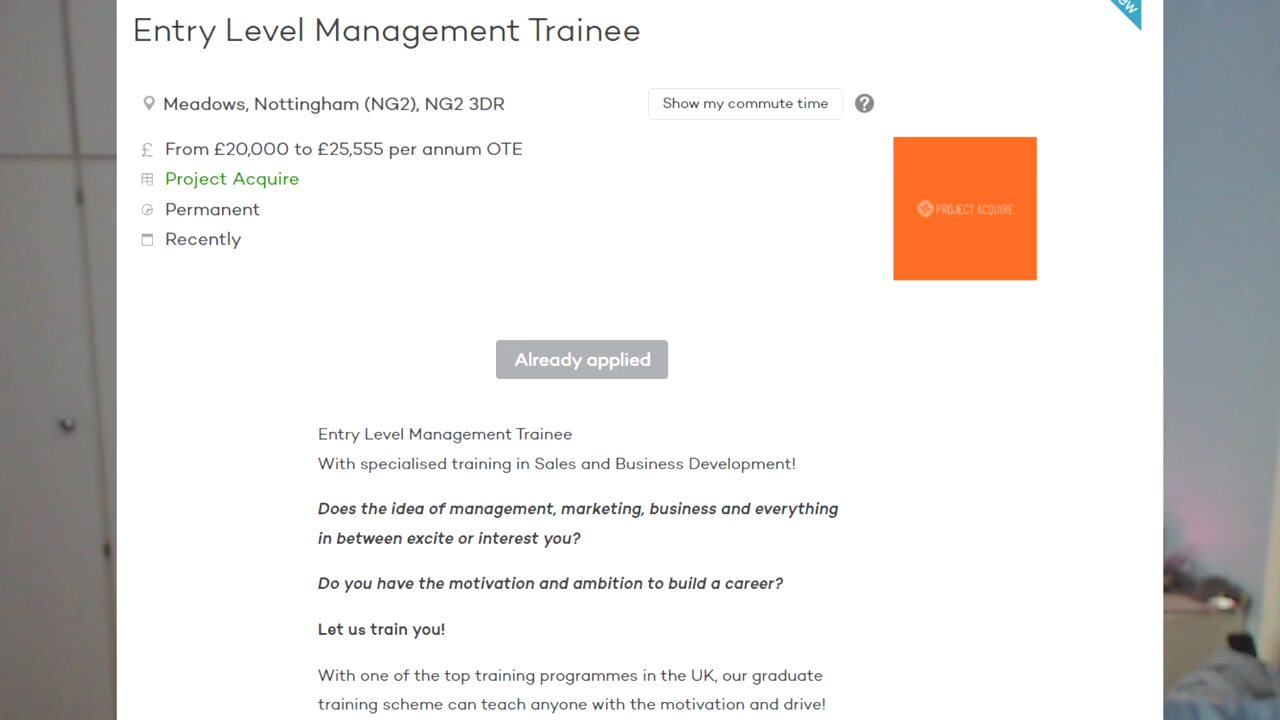 Entry Level Management Trainee
Meadows, Nottingham (NG2), NG2 3DR
Show my commute time
?
From £20,000 to £25,555 per annum OTE
Project Acquire
Permanent
Recently
PROJECT ACQUIRE
Already applied
Entry Level Management Trainee
With specialised training in Sales and Business Development!
Does the idea of management, marketing, business and everything
in between excite or interest you?
Do you have the motivation and ambition to build a career?
Let us train you!
With one of the top training programmes in the UK, our graduate
training scheme can teach anyone with the motivation and drive!